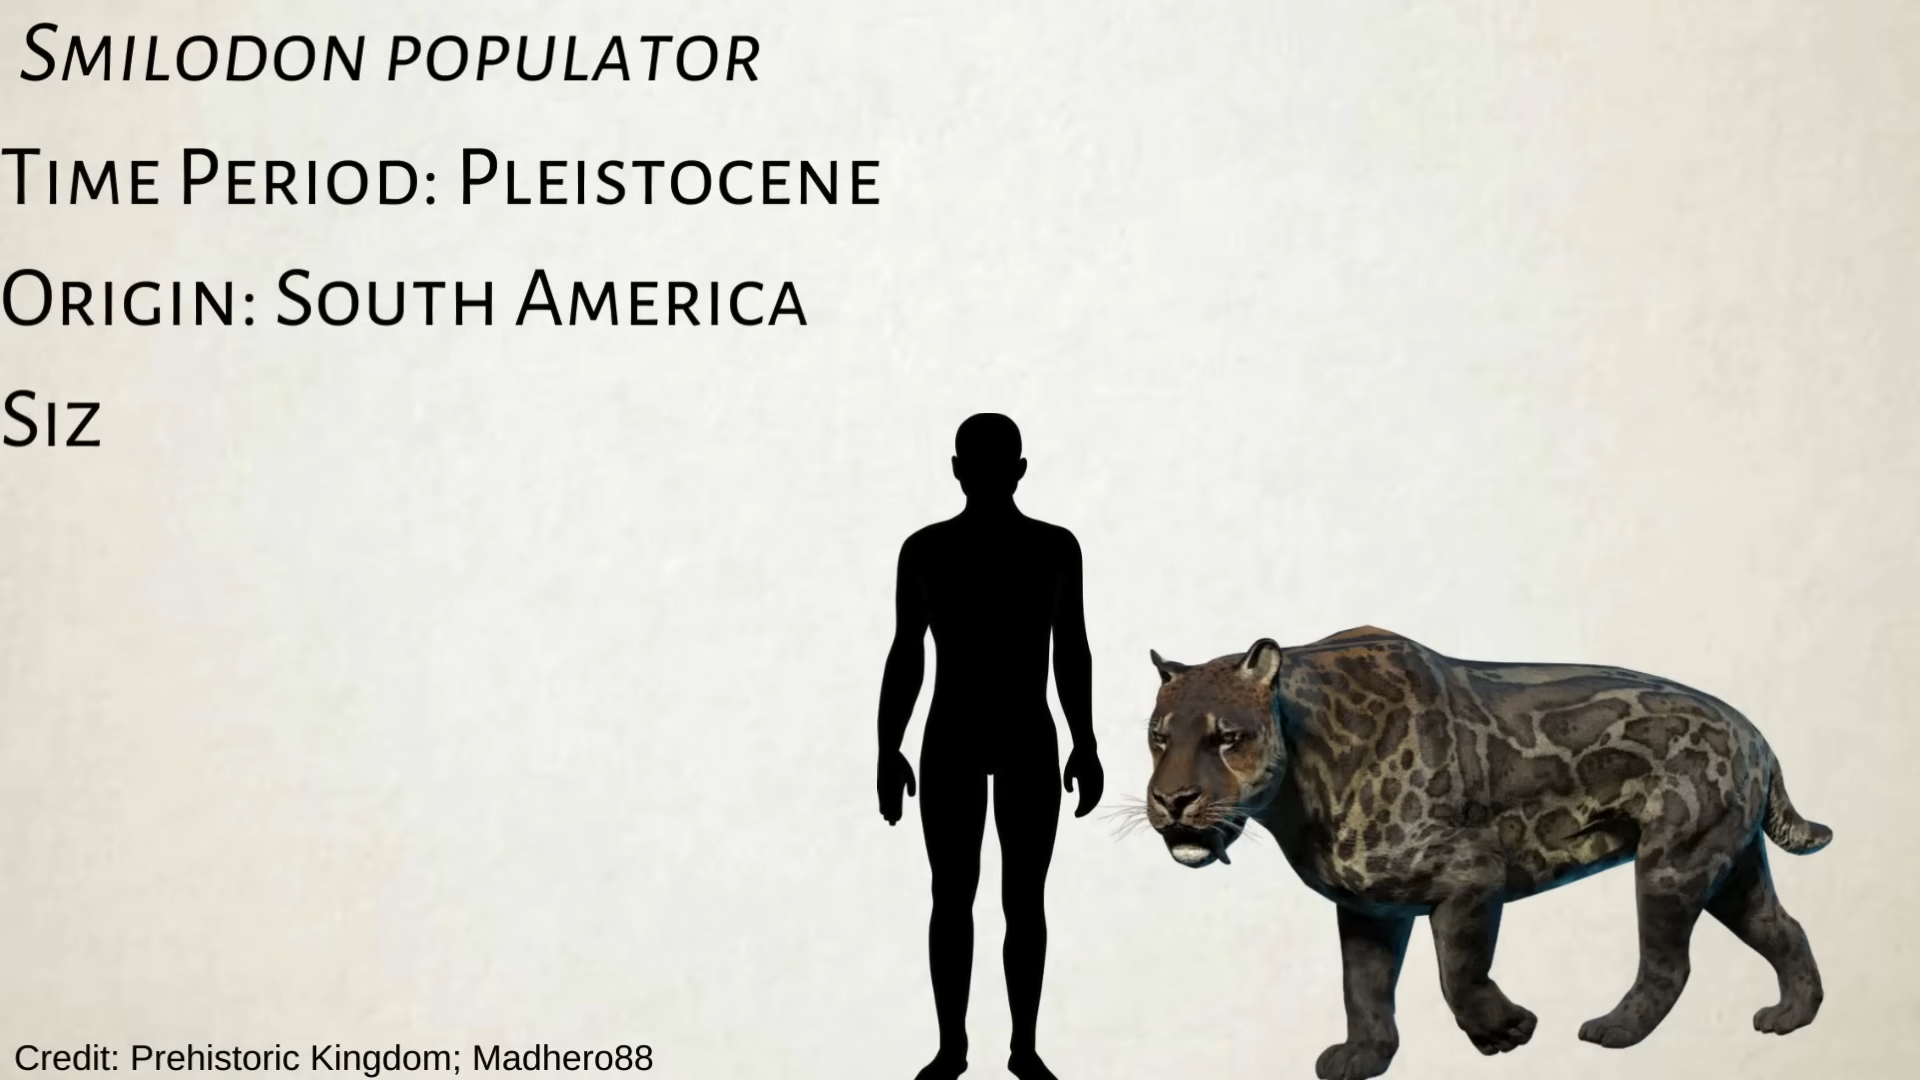 Smilodon populator
Time Period: Pleistocene
Origin: South America
Siz
Credit: Prehistoric Kingdom; Madhero88